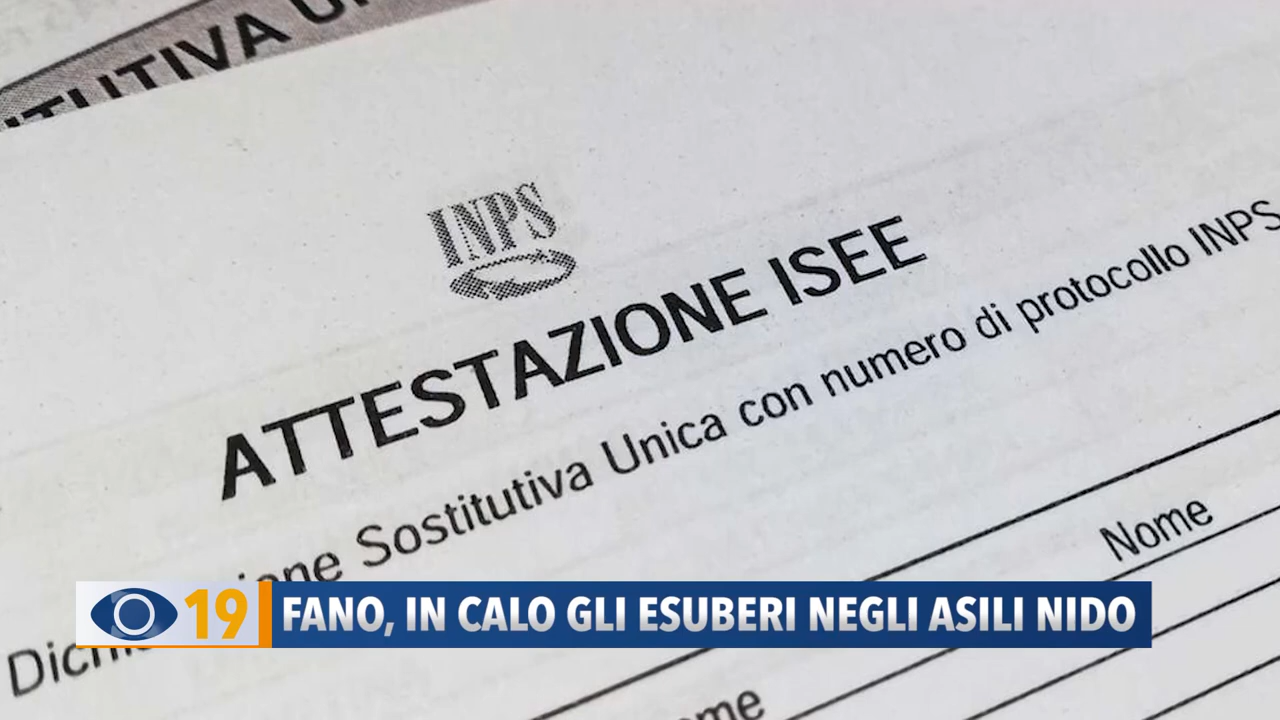 TUTIVA U
INPS
ATTESTAZIONE ISEE
Sostitutiva Unica con numero di protocollo INPS
Nome
19 FANO, IN CALO GLI ESUBERI NEGLI ASILI NIDO